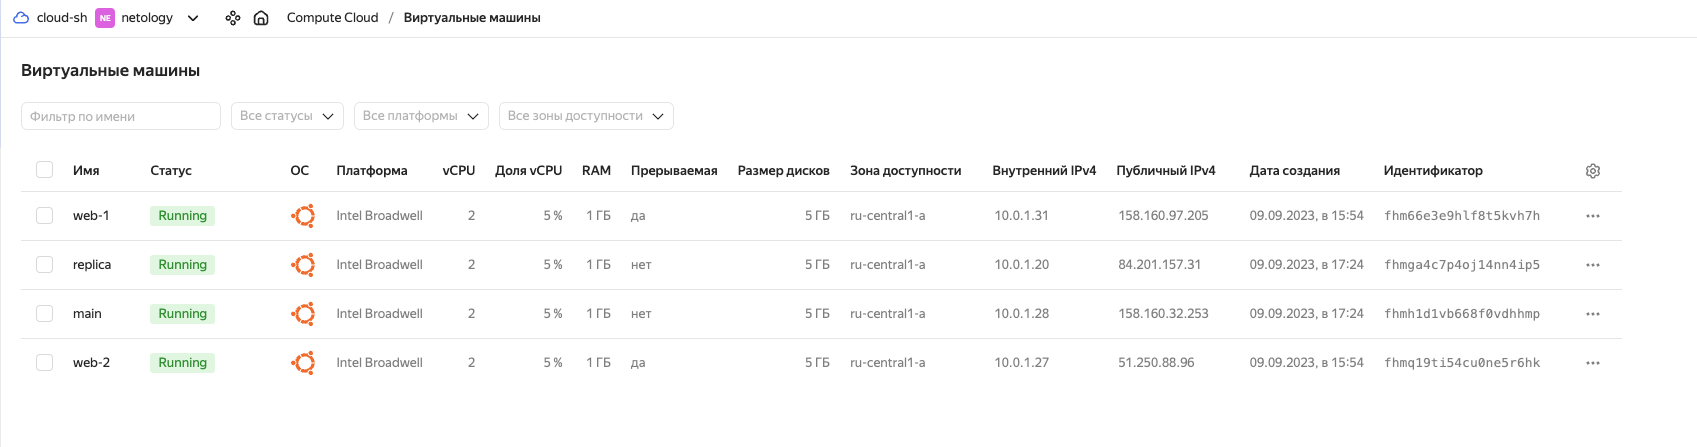 cloud-sh NE netology Compute Cloud / Виртуальные машины
Виртуальные машины
Фильтр по имени Все статусы Все платформы Все зоны доступности
Имя Статус ОС Платформа vCPU Доля vCPU RAM Прерываемая Размер дисков Зона доступности Внутренний IPv4 Публичный IPv4 Дата создания Идентификатор
web-1 Running Intel Broadwell 2 5 % 1 ГБ да 5 ГБ ru-central1-a 10.0.1.31 158.160.97.205 09.09.2023, в 15:54 fhm66e3e9hlf8t5kvh7h
replica Running Intel Broadwell 2 5 % 1 ГБ нет 5 ГБ ru-central1-a 10.0.1.20 84.201.157.31 09.09.2023, в 17:24 fhmga4c7p4oj14nn4ip5
main Running Intel Broadwell 2 5 % 1 ГБ нет 5 ГБ ru-central1-a 10.0.1.28 158.160.32.253 09.09.2023, в 17:24 fhmh1d1vb668f0vdhhmp
web-2 Running Intel Broadwell 2 5 % 1 ГБ да 5 ГБ ru-central1-a 10.0.1.27 51.250.88.96 09.09.2023, в 15:54 fhmq19ti54cu0ne5r6hk